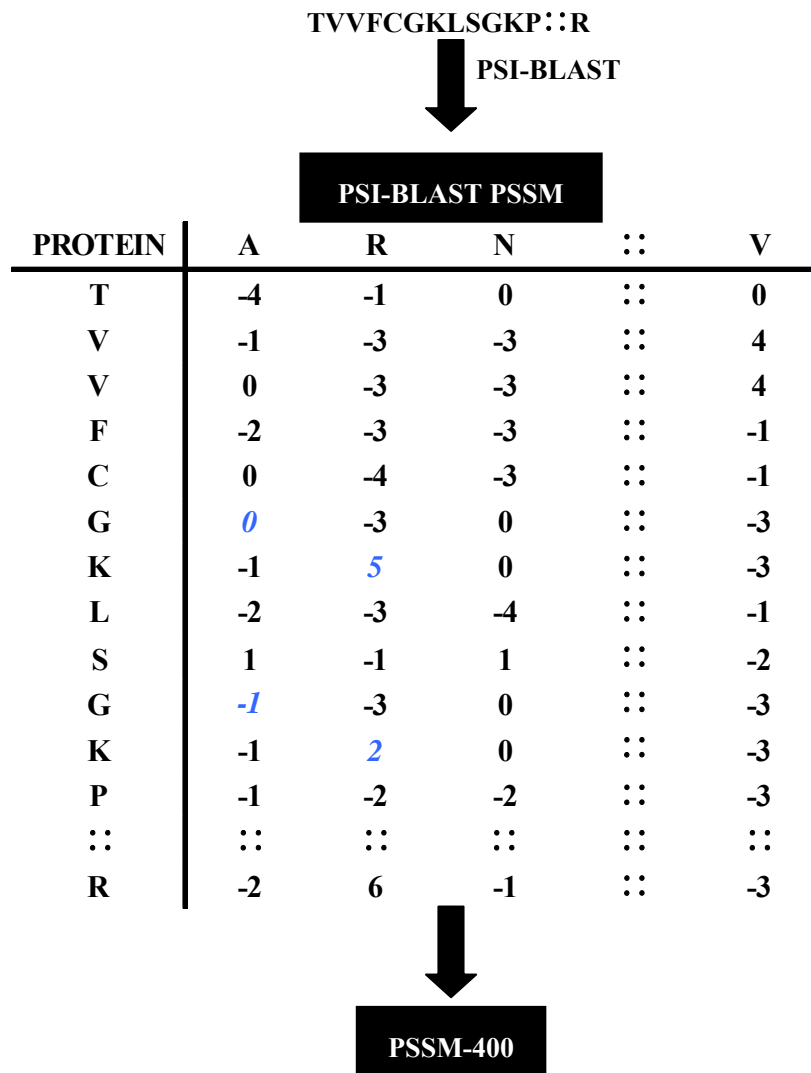 TVVFCGKLSGKP::R
PSI-BLAST
PSI-BLAST PSSM
PROTEIN A R N :: V
T -4 -1 0 :: 0
V -1 -3 -3 :: 4
V 0 -3 -3 :: 4
F -2 -3 -3 :: -1
C 0 -4 -3 :: -1
G 0 -3 0 :: -3
K -1 5 0 :: -3
L -2 -3 -4 :: -1
S 1 -1 1 :: -2
G -1 -3 0 :: -3
K -1 2 0 :: -3
P -1 -2 -2 :: -3
:: :: :: :: :: ::
R -2 6 -1 :: -3
PSSM-400